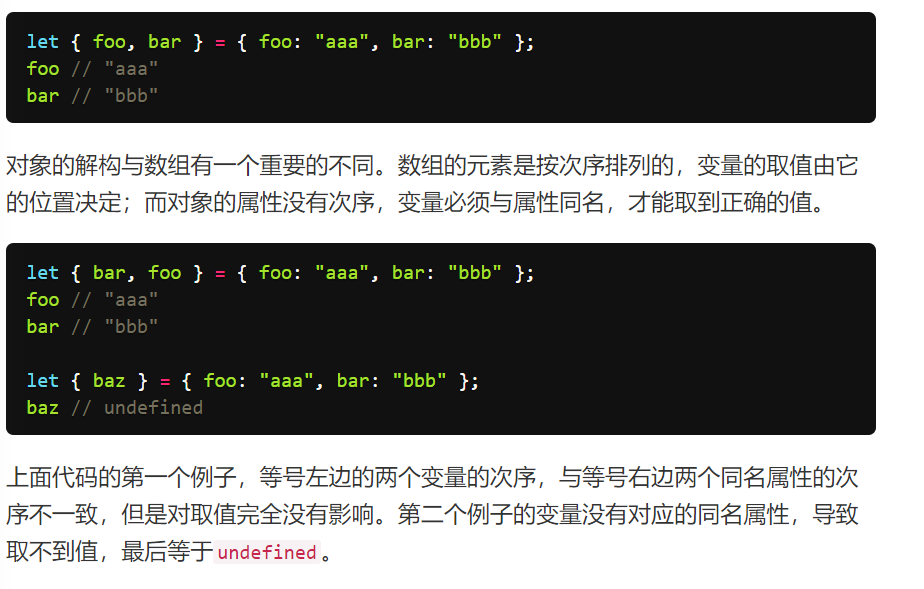 let { foo, bar } = { foo: "aaa", bar: "bbb" };
foo // "aaa"
bar // "bbb"
对象的解构与数组有一个重要的不同。数组的元素是按次序排列的，变量的取值由它
的位置决定；而对象的属性没有次序，变量必须与属性同名，才能取到正确的值。
let { bar, foo } = { foo: "aaa", bar: "bbb" };
foo // "aaa"
bar // "bbb"
let { baz } = { foo: "aaa", bar: "bbb" };
baz // undefined
上面代码的第一个例子，等号左边的两个变量的次序，与等号右边两个同名属性的次
序不一致，但是对取值完全没有影响。第二个例子的变量没有对应的同名属性，导致
取不到值，最后等于undefined。